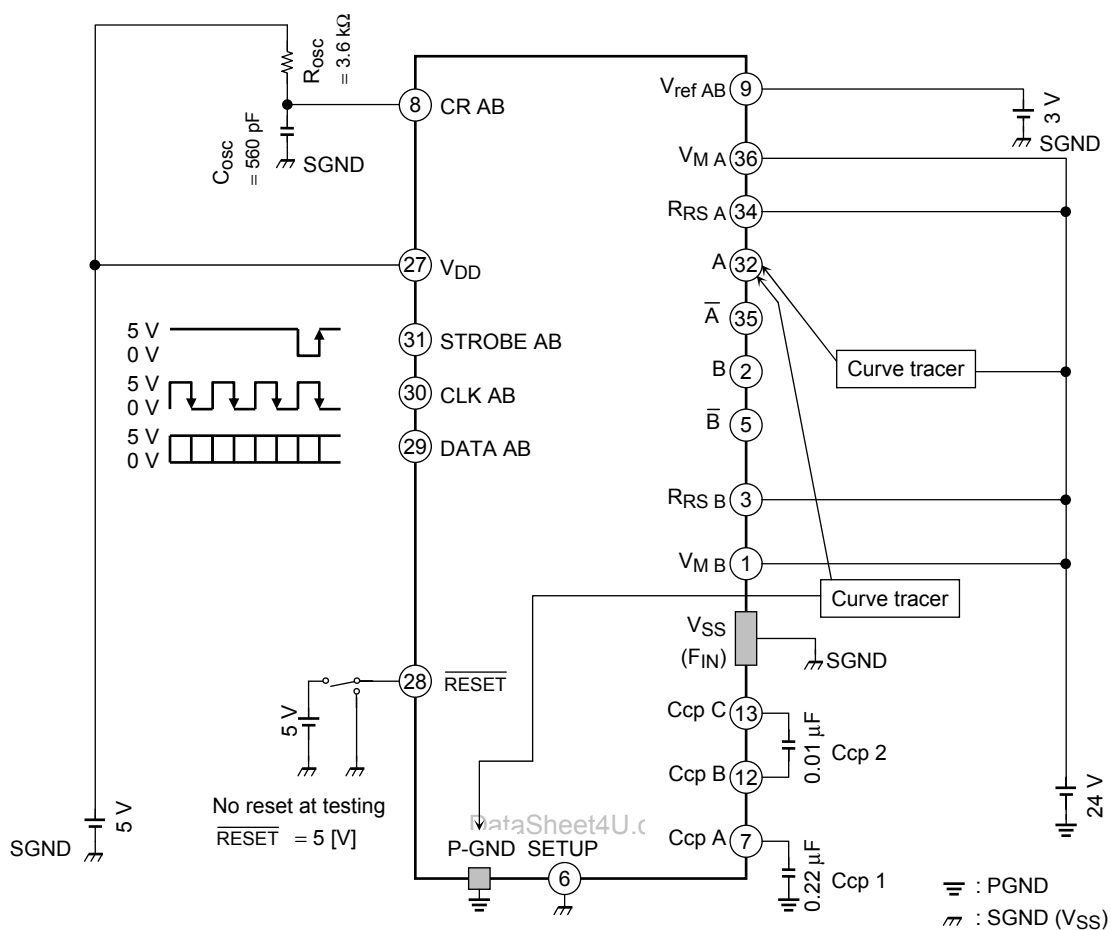 Rosc
= 3.6 kΩ
Cosc
= 560 pF
SGND
8 CR AB
Vref AB 9
3 V
SGND
VM A 36
RRS A 34
A 32
27 VDD
A̅ 35
5 V
0 V
31 STROBE AB
5 V
0 V
30 CLK AB
5 V
0 V
29 DATA AB
B 2
Curve tracer
B̅ 5
RRS B 3
VM B 1
Curve tracer
VSS
(FIN)
SGND
28 R̅E̅S̅E̅T̅
5 V
Ccp C 13
0.01 μF
Ccp 2
Ccp B 12
No reset at testing
R̅E̅S̅E̅T̅ = 5 [V]
5 V
SGND
24 V
DataSheet4U.c
P-GND SETUP
6
Ccp A 7
0.22 μF
Ccp 1
: PGND
: SGND (VSS)